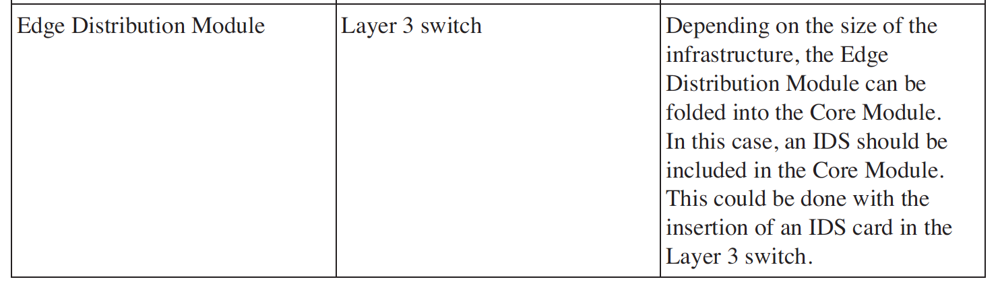 Edge Distribution Module
Layer 3 switch
Depending on the size of the
infrastructure, the Edge
Distribution Module can be
folded into the Core Module.
In this case, an IDS should be
included in the Core Module.
This could be done with the
insertion of an IDS card in the
Layer 3 switch.